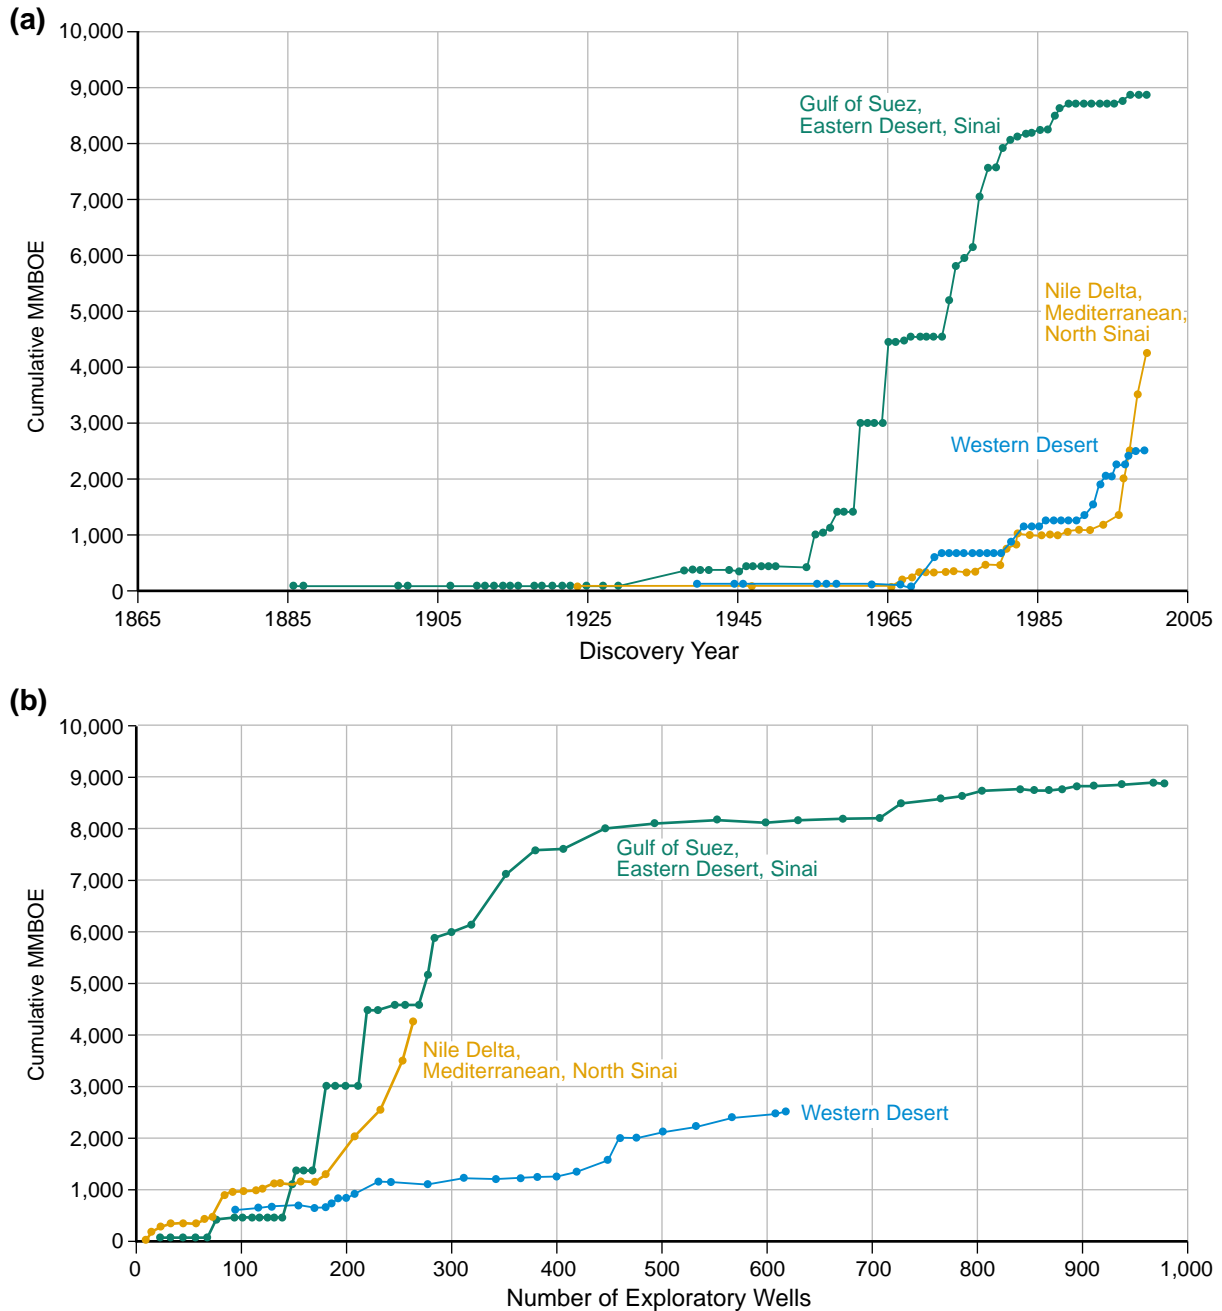 (a)
10,000
9,000
8,000
7,000
6,000
5,000
4,000
3,000
2,000
1,000
0
Cumulative MMBOE
Gulf of Suez,
Eastern Desert, Sinai
Nile Delta,
Mediterranean,
North Sinai
Western Desert
1865 1885 1905 1925 1945 1965 1985 2005
Discovery Year
(b)
10,000
9,000
8,000
7,000
6,000
5,000
4,000
3,000
2,000
1,000
0
Cumulative MMBOE
Gulf of Suez,
Eastern Desert, Sinai
Nile Delta,
Mediterranean, North Sinai
Western Desert
0 100 200 300 400 500 600 700 800 900 1,000
Number of Exploratory Wells